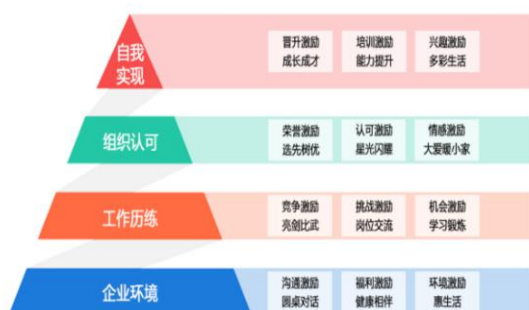 自我
实现
晋升激励 培训激励 兴趣激励
成长成才 能力提升 多彩生活
组织认可
荣誉激励 认可激励 情感激励
选先树优 星光闪耀 大爱暖小家
工作历练
竞争激励 挑战激励 机会激励
亮剑比武 岗位交流 学习锻炼
企业环境
沟通激励 福利激励 环境激励
圆桌对话 健康相伴 惠生活